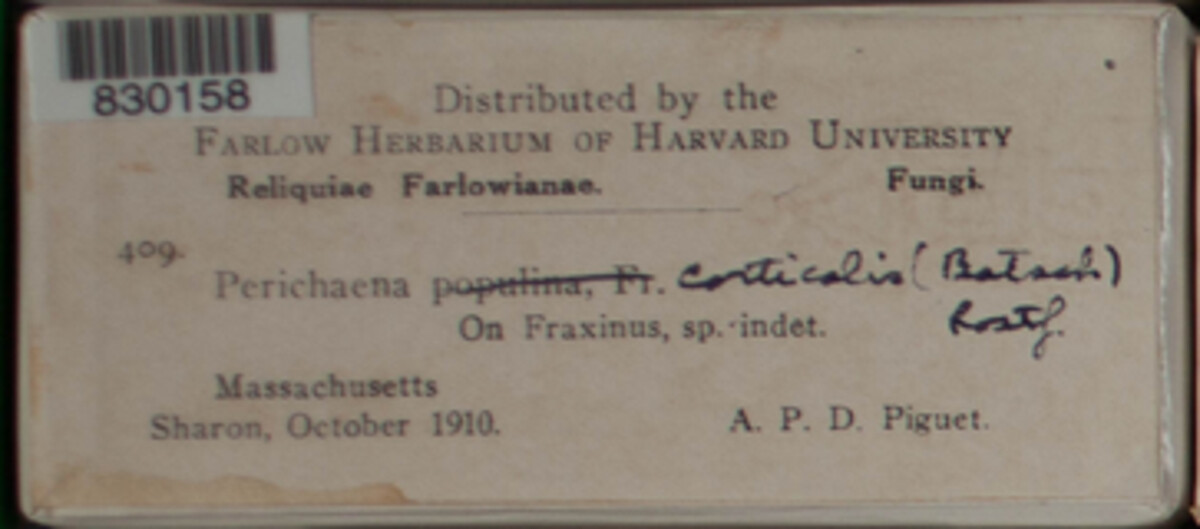 830158
Distributed by the
FARLOW HERBARIUM OF HARVARD UNIVERSITY
Reliquiae Farlowianae. Fungi.
409.
Perichaena populina, Fr. corticalis (Batsch)
On Fraxinus, sp. indet. Rostf.
Massachusetts
Sharon, October 1910. A. P. D. Piguet.